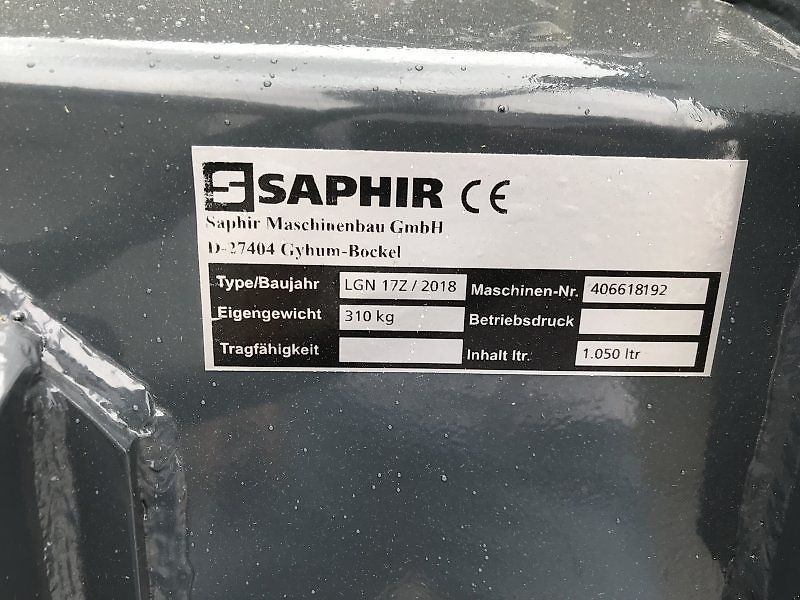 SAPHIR CE
Saphir Maschinenbau GmbH
D-27404 Gyhum-Bockel
Type/Baujahr LGN 17Z / 2018 Maschinen-Nr. 406618192
Eigengewicht 310 kg Betriebsdruck
Tragfähigkeit Inhalt ltr. 1.050 ltr